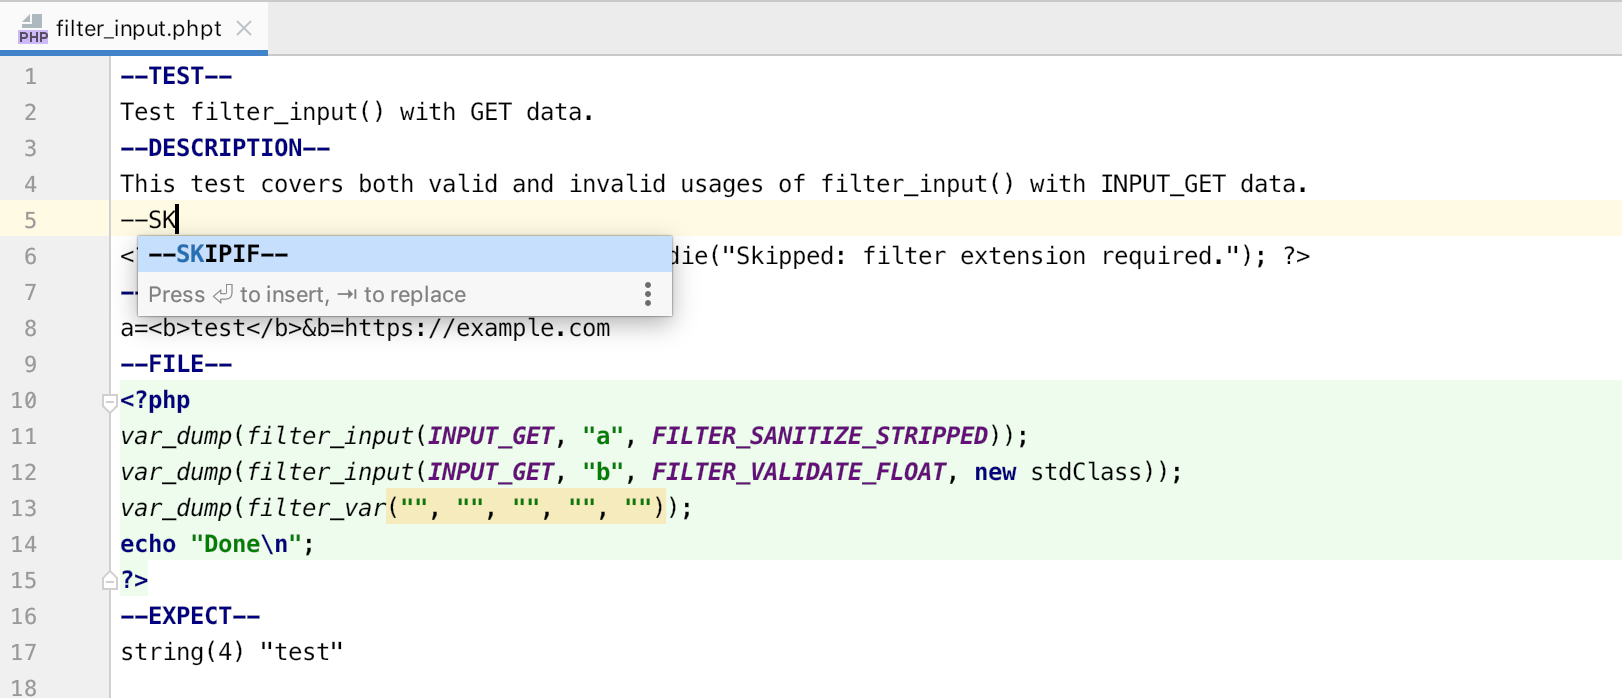 PHP filter_input.phpt
1 --TEST--
2 Test filter_input() with GET data.
3 --DESCRIPTION--
4 This test covers both valid and invalid usages of filter_input() with INPUT_GET data.
5 --SK
--SKIPIF--
6 < die("Skipped: filter extension required."); ?>
Press ⏎ to insert, ⇥ to replace
7 -
8 a=<b>test</b>&b=https://example.com
9 --FILE--
10 <?php
11 var_dump(filter_input(INPUT_GET, "a", FILTER_SANITIZE_STRIPPED));
12 var_dump(filter_input(INPUT_GET, "b", FILTER_VALIDATE_FLOAT, new stdClass));
13 var_dump(filter_var("", "", "", "", ""));
14 echo "Done\n";
15 ?>
16 --EXPECT--
17 string(4) "test"
18